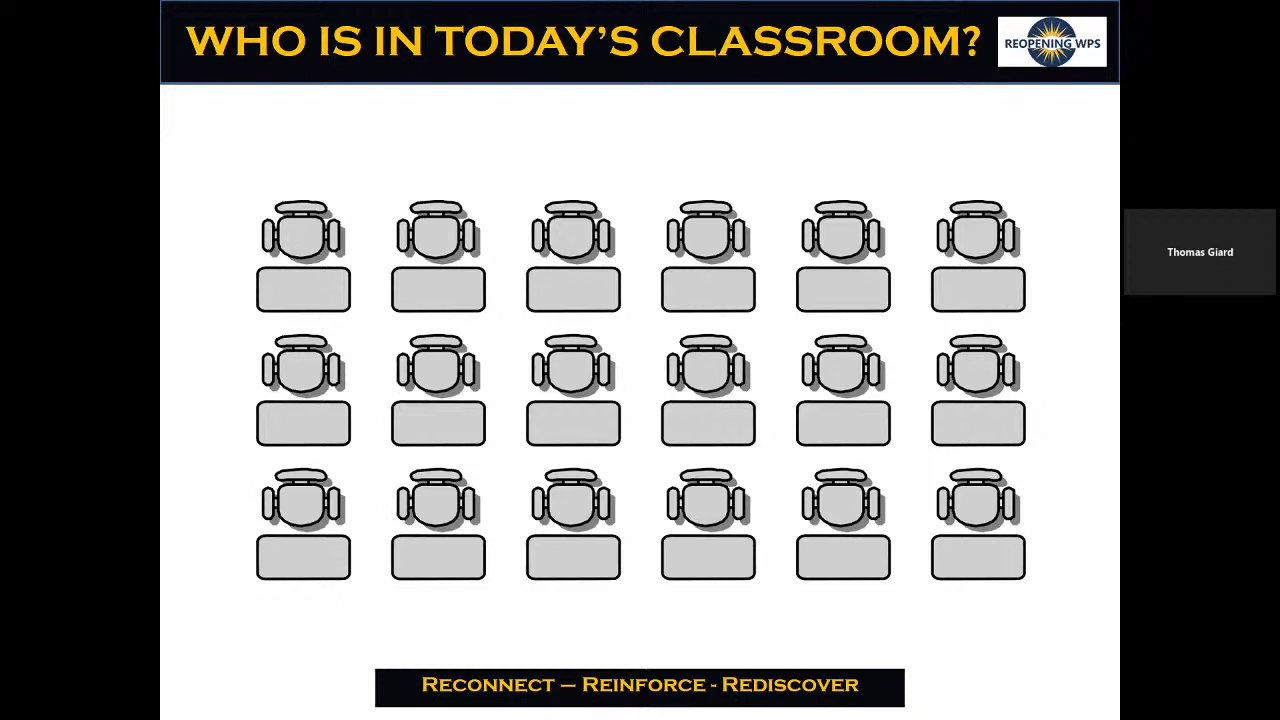 WHO IS IN TODAY'S CLASSROOM?
REOPENING WPS
Thomas Giard
RECONNECT – REINFORCE - REDISCOVER